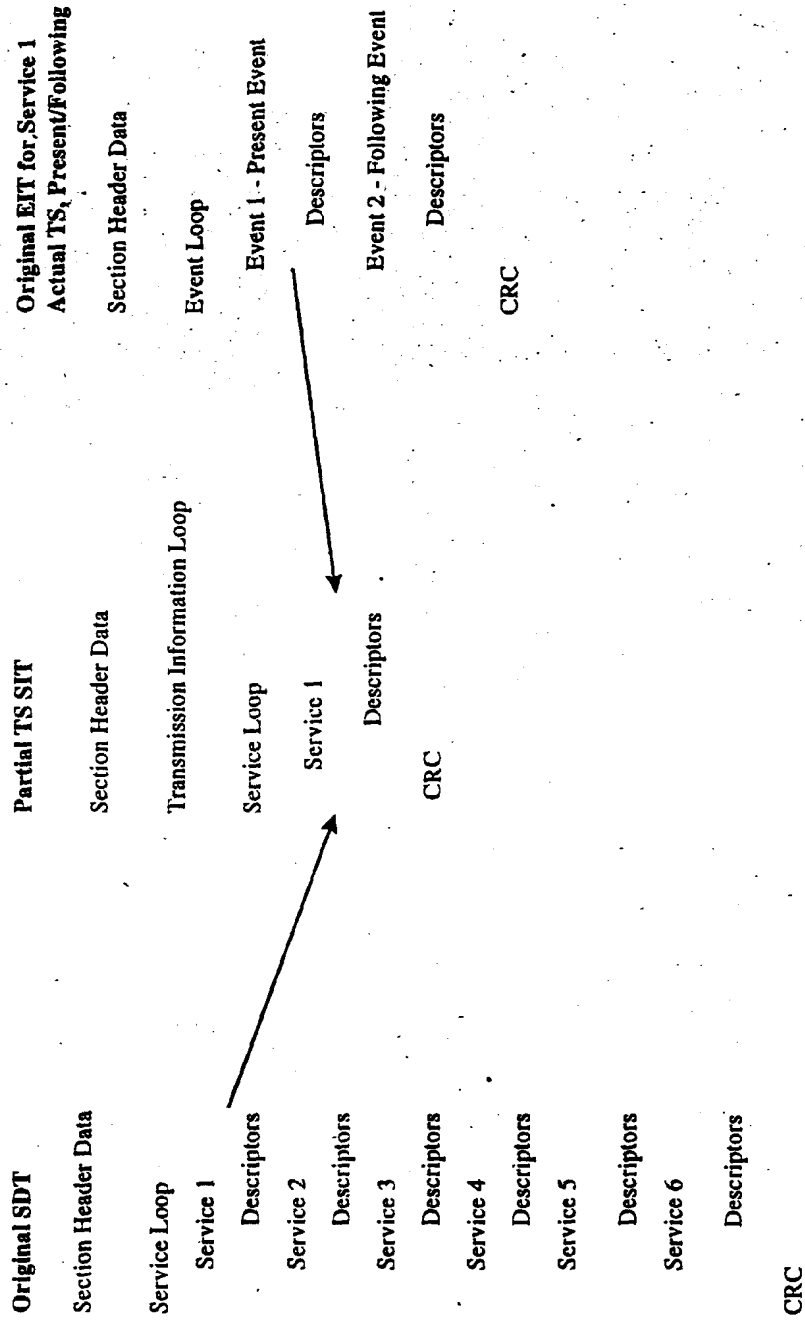 Original SDT
Section Header Data
Service Loop
Service 1
Descriptors
Service 2
Descriptors
Service 3
Descriptors
Service 4
Descriptors
Service 5
Descriptors
Service 6
Descriptors
CRC
Partial TS SIT
Section Header Data
Transmission Information Loop
Service Loop
Service 1
Descriptors
CRC
Original EIT for Service 1
Actual TS, Present/Following
Section Header Data
Event Loop
Event 1 - Present Event
Descriptors
Event 2 - Following Event
Descriptors
CRC